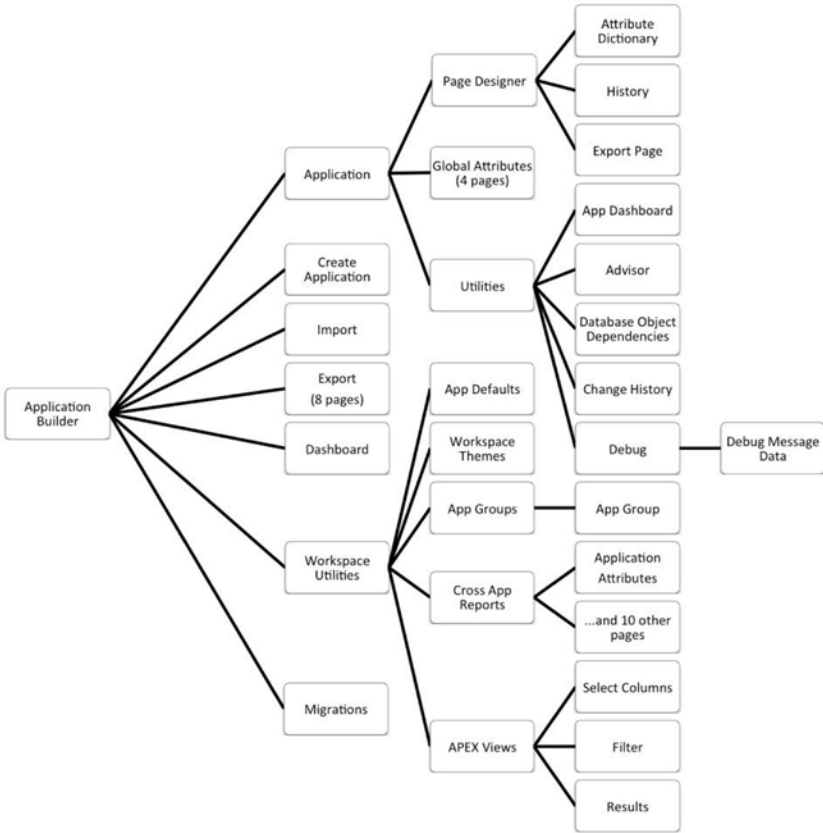 Application
Builder
Application
Create
Application
Import
Export
(8 pages)
Dashboard
Workspace
Utilities
Migrations
Page Designer
Global Attributes
(4 pages)
Utilities
App Defaults
Workspace
Themes
App Groups
Cross App
Reports
APEX Views
Attribute
Dictionary
History
Export Page
App Dashboard
Advisor
Database Object
Dependencies
Change History
Debug
App Group
Application
Attributes
...and 10 other
pages
Select Columns
Filter
Results
Debug Message
Data